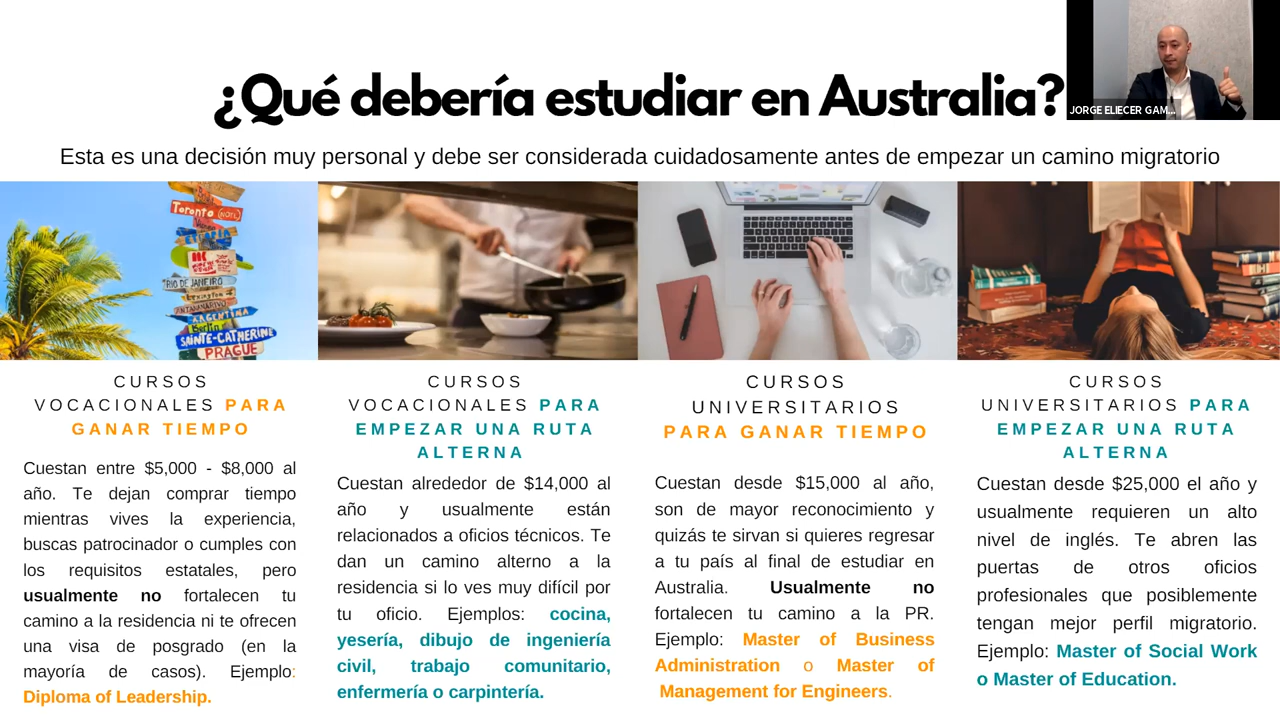 ¿Qué debería estudiar en Australia?
JORGE ELIECER GAM...
Esta es una decisión muy personal y debe ser considerada cuidadosamente antes de empezar un camino migratorio
Toronto
RIO DE JANEIRO
ARGENTINA
Berlin
SAINTE-CATHERINE
PRAGUE
CURSOS
VOCACIONALES PARA
GANAR TIEMPO
Cuestan entre $5,000 - $8,000 al
año. Te dejan comprar tiempo
mientras vives la experiencia,
buscas patrocinador o cumples con
los requisitos estatales, pero
usualmente no fortalecen tu
camino a la residencia ni te ofrecen
una visa de posgrado (en la
mayoría de casos). Ejemplo:
Diploma of Leadership.
CURSOS
VOCACIONALES PARA
EMPEZAR UNA RUTA
ALTERNA
Cuestan alrededor de $14,000 al
año y usualmente están
relacionados a oficios técnicos. Te
dan un camino alterno a la
residencia si lo ves muy difícil por
tu oficio. Ejemplos: cocina,
yesería, dibujo de ingeniería
civil, trabajo comunitario,
enfermería o carpintería.
CURSOS
UNIVERSITARIOS
PARA GANAR TIEMPO
Cuestan desde $15,000 al año,
son de mayor reconocimiento y
quizás te sirvan si quieres regresar
a tu país al final de estudiar en
Australia. Usualmente no
fortalecen tu camino a la PR.
Ejemplo: Master of Business
Administration o Master of
Management for Engineers.
CURSOS
UNIVERSITARIOS PARA
EMPEZAR UNA RUTA
ALTERNA
Cuestan desde $25,000 el año y
usualmente requieren un alto
nivel de inglés. Te abren las
puertas de otros oficios
profesionales que posiblemente
tengan mejor perfil migratorio.
Ejemplo: Master of Social Work
o Master of Education.